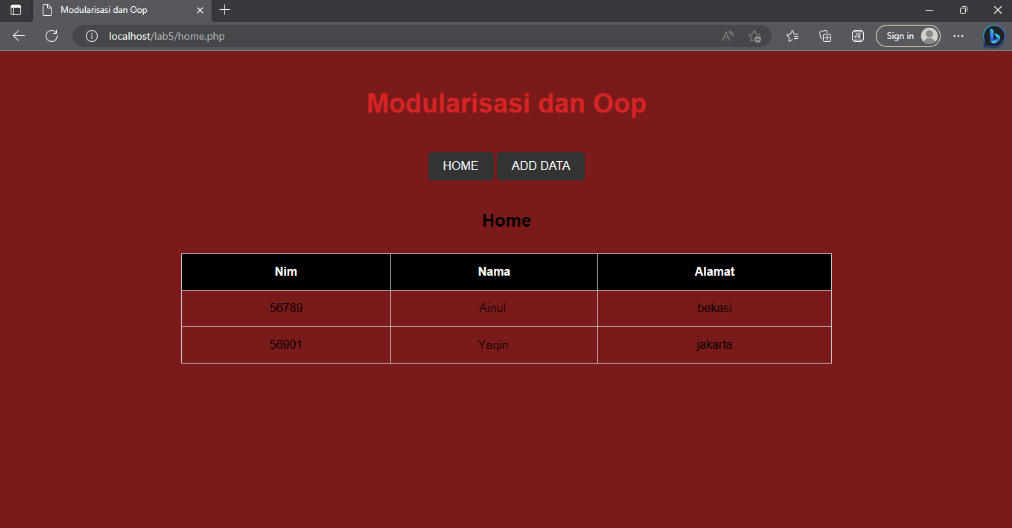 Modularisasi dan Oop
localhost/lab5/home.php
Sign in
Modularisasi dan Oop
HOME ADD DATA
Home
Nim Nama Alamat
56789 Ainul bekasi
56901 Yaqin jakarta